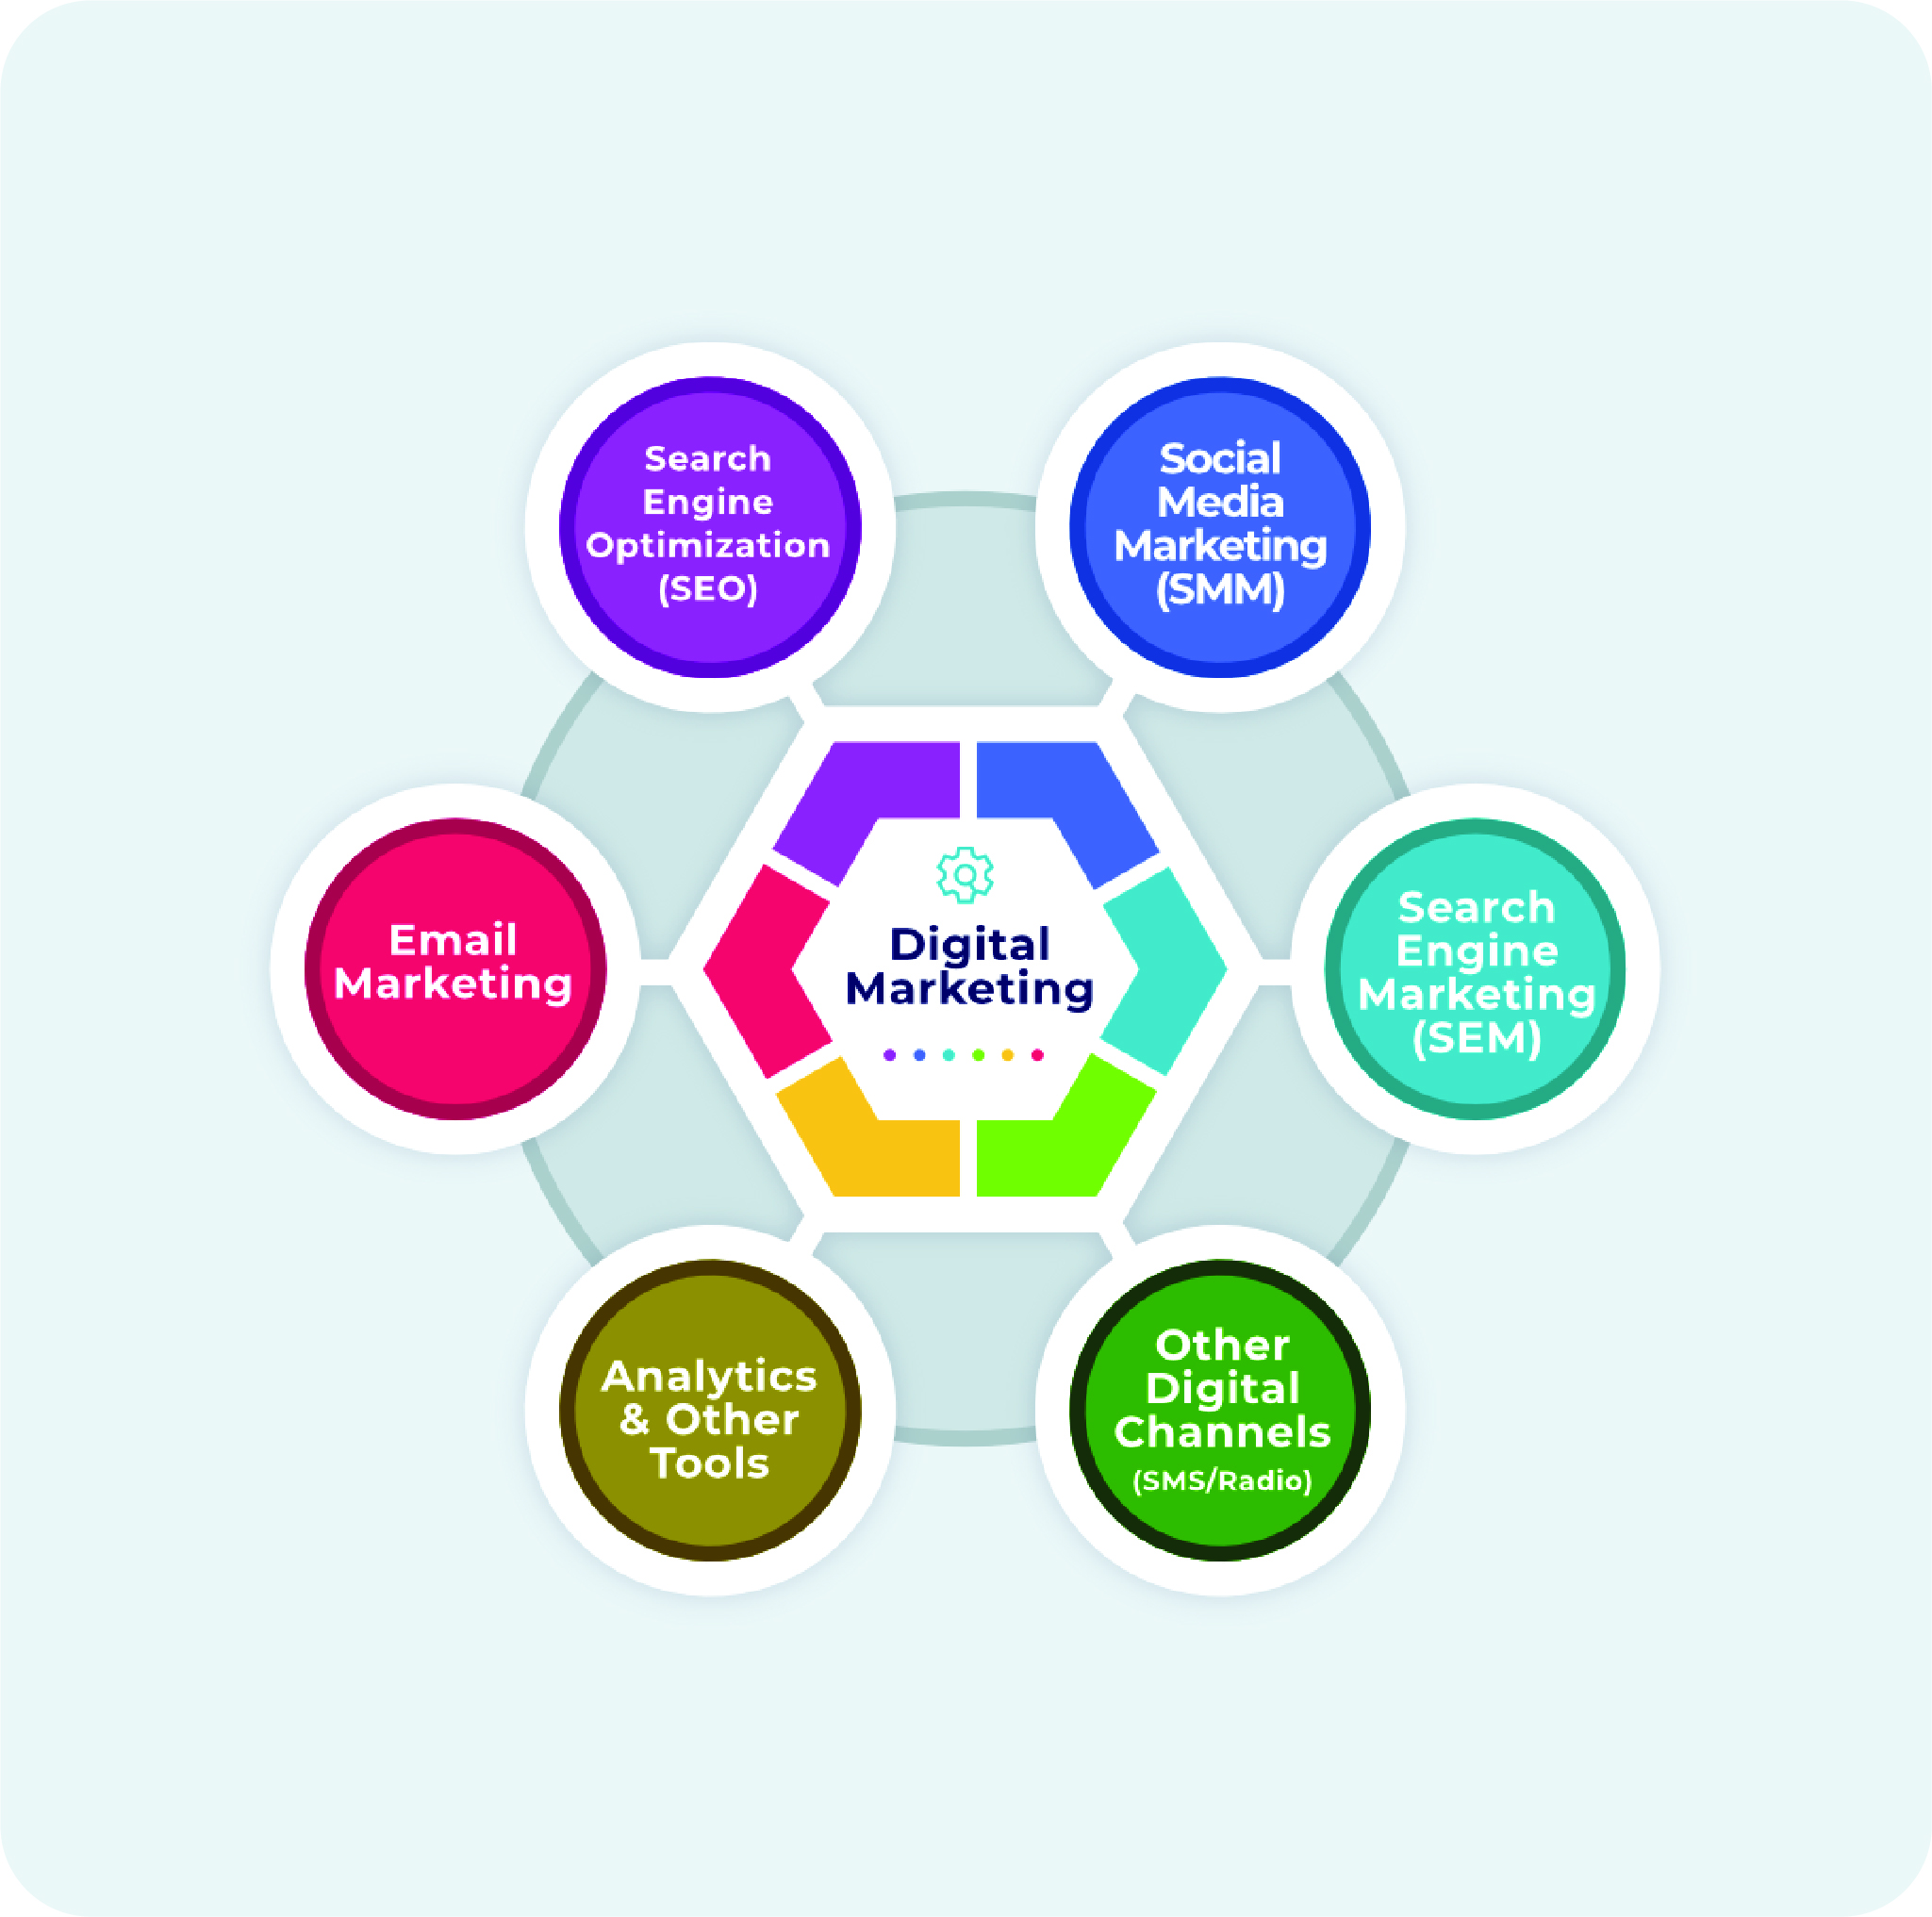 Search
Engine
Optimization
(SEO)
Social
Media
Marketing
(SMM)
Email
Marketing
Digital
Marketing
Search
Engine
Marketing
(SEM)
Analytics
& Other
Tools
Other
Digital
Channels
(SMS/Radio)